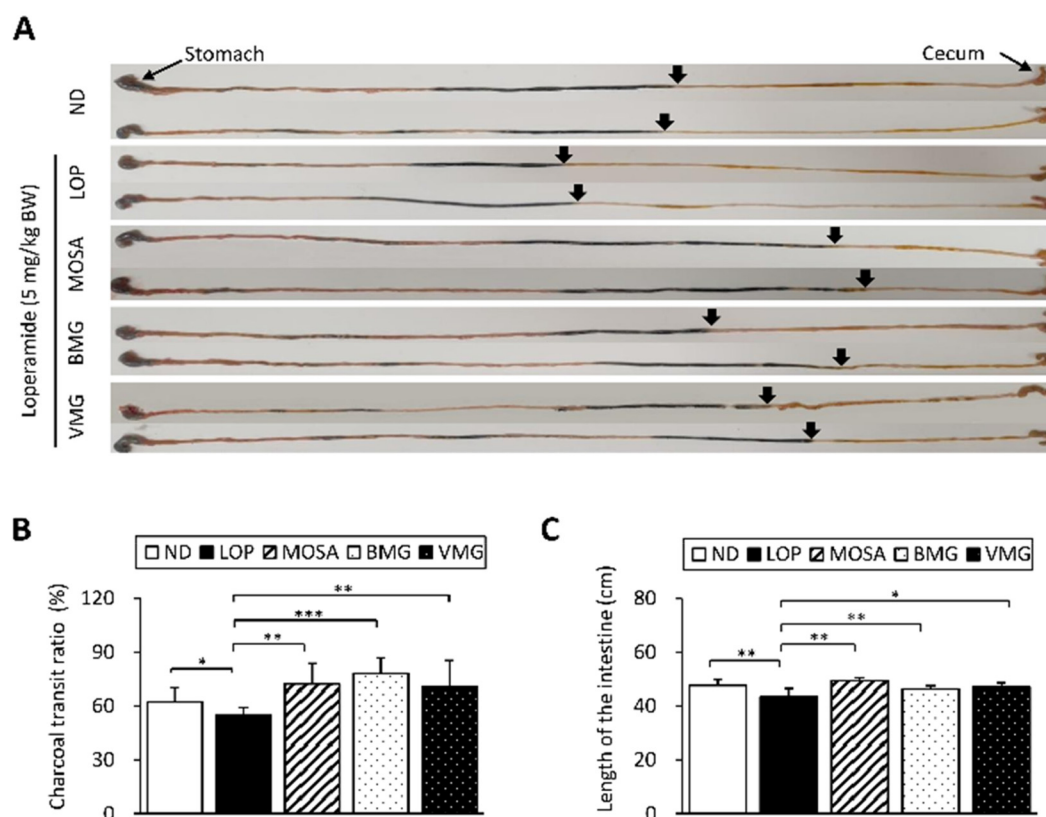 A
Stomach
Cecum
ND
Loperamide (5 mg/kg BW)
LOP
MOSA
BMG
VMG
B
ND LOP MOSA BMG VMG
Charcoal transit ratio (%)
120
90
60
30
0
*
**
***
**
C
ND LOP MOSA BMG VMG
Length of the intestine (cm)
80
60
40
20
0
**
**
**
*